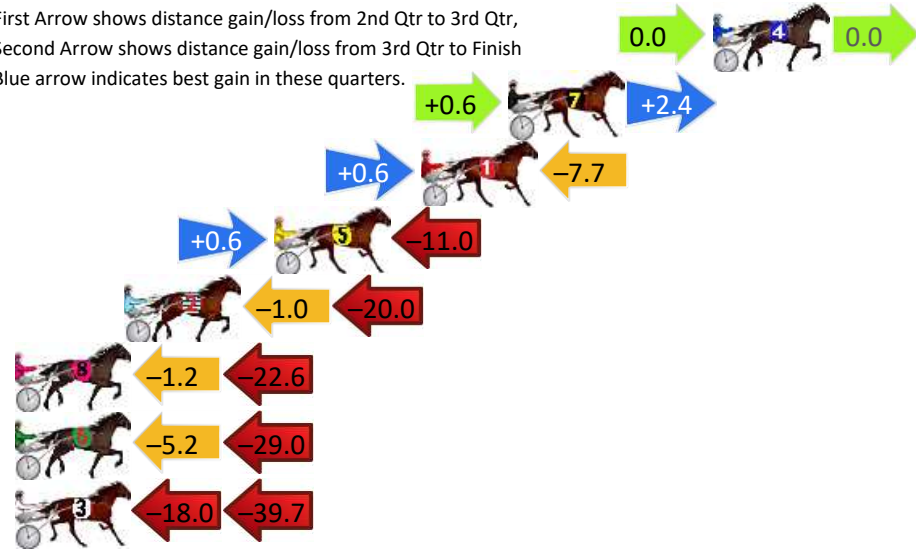 First Arrow shows distance gain/loss from 2nd Qtr to 3rd Qtr,
Second Arrow shows distance gain/loss from 3rd Qtr to Finish
Blue arrow indicates best gain in these quarters.
0.0 4 0.0
+0.6 7 +2.4
+0.6 1 –7.7
+0.6 5 –11.0
2 –1.0 –20.0
8 –1.2 –22.6
6 –5.2 –29.0
3 –18.0 –39.7